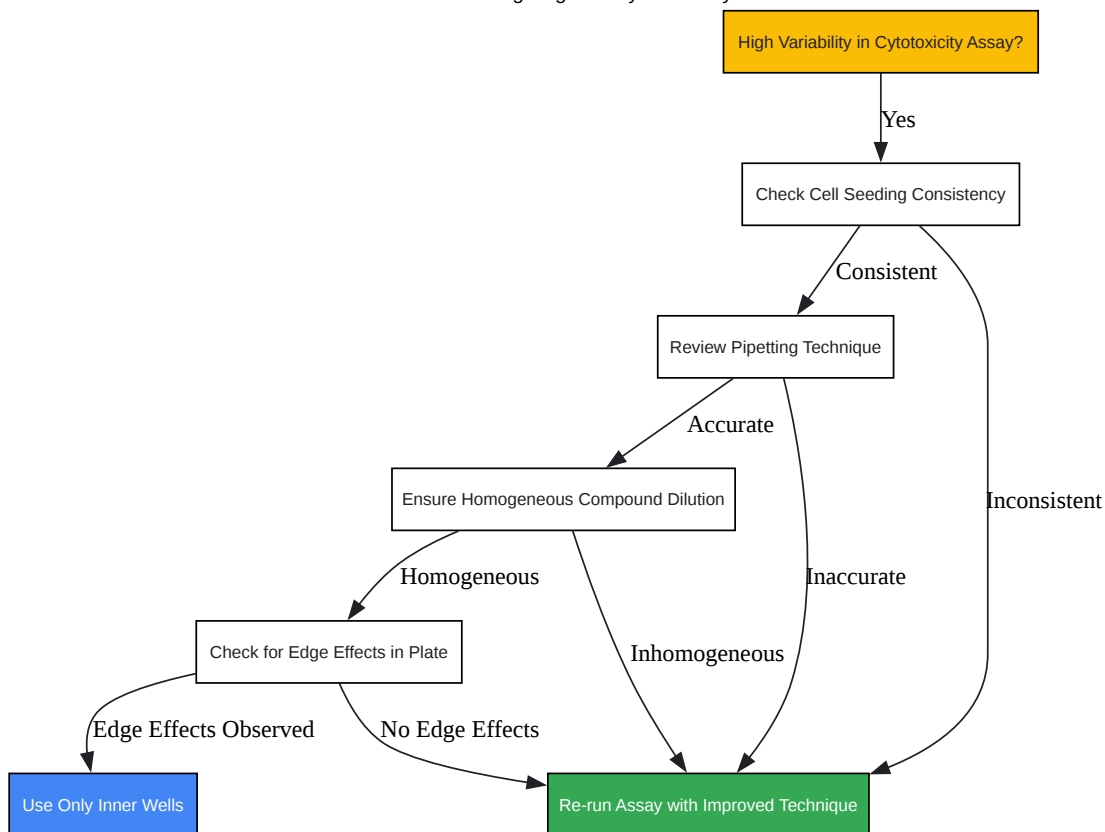 High Variability in Cytotoxicity Assay?
Yes
Check Cell Seeding Consistency
Consistent
Review Pipetting Technique
Accurate
Ensure Homogeneous Compound Dilution
Inconsistent
Homogeneous
Inaccurate
Check for Edge Effects in Plate
Inhomogeneous
Edge Effects Observed
No Edge Effects
Use Only Inner Wells
Re-run Assay with Improved Technique